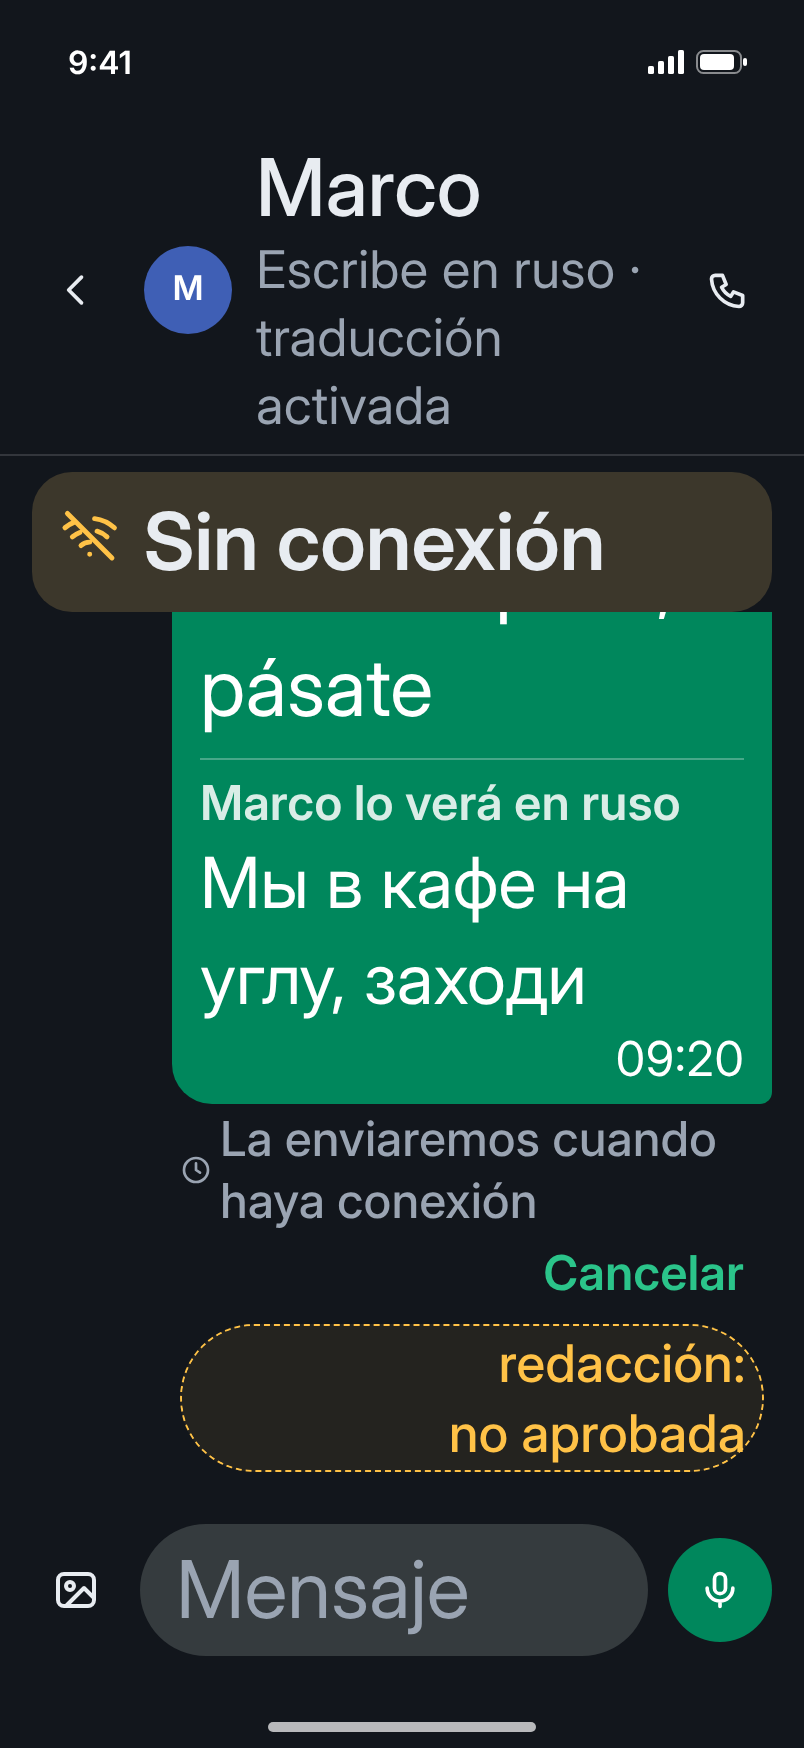 9:41
Marco
M
Escribe en ruso ·
traducción
activada
Sin conexión
pásate
Marco lo verá en ruso
Мы в кафе на
углу, заходи
09:20
La enviaremos cuando
haya conexión
Cancelar
redacción:
no aprobada
Mensaje